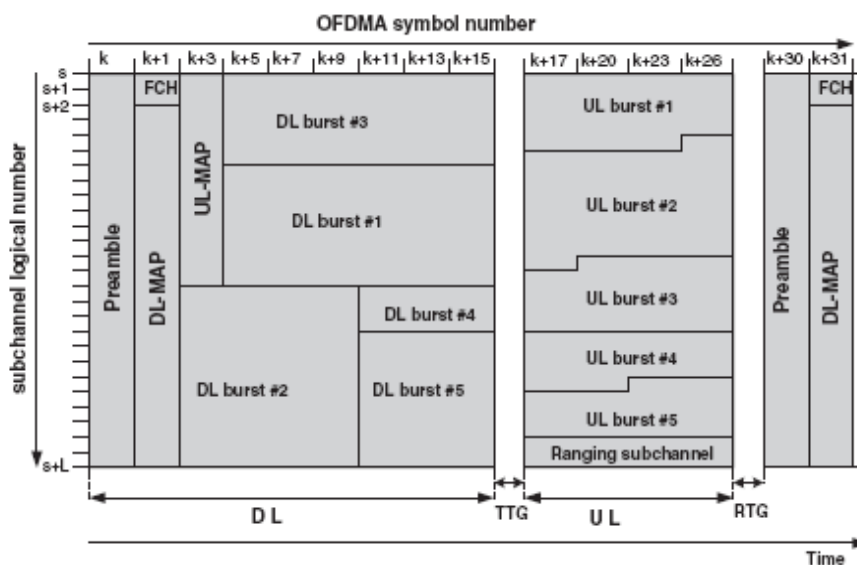 OFDMA symbol number
k k+1 k+3 k+5 k+7 k+9 k+11 k+13 k+15 k+17 k+20 k+23 k+26 k+30 k+31
s
s+1
s+2
s+L
subchannel logical number
Preamble
FCH
DL-MAP
UL-MAP
DL burst #3
DL burst #1
DL burst #2
DL burst #4
DL burst #5
UL burst #1
UL burst #2
UL burst #3
UL burst #4
UL burst #5
Ranging subchannel
Preamble
FCH
DL-MAP
D L
TTG
U L
RTG
Time